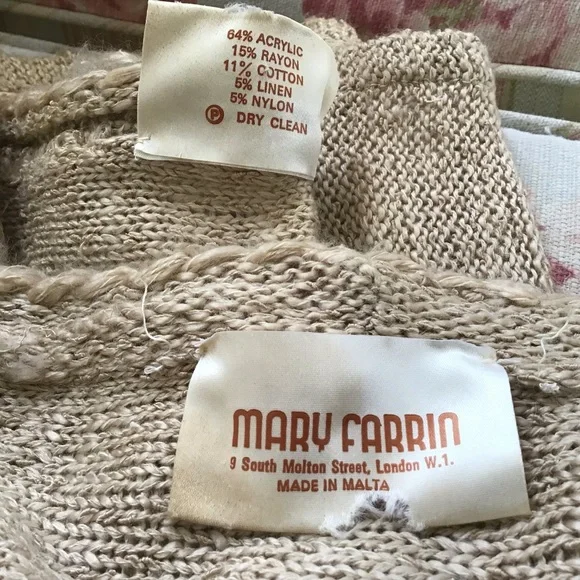 64% ACRYLIC
15% RAYON
11% COTTON
5% LINEN
5% NYLON
P DRY CLEAN
MARY FARRIN
9 South Molton Street, London W.1.
MADE IN MALTA